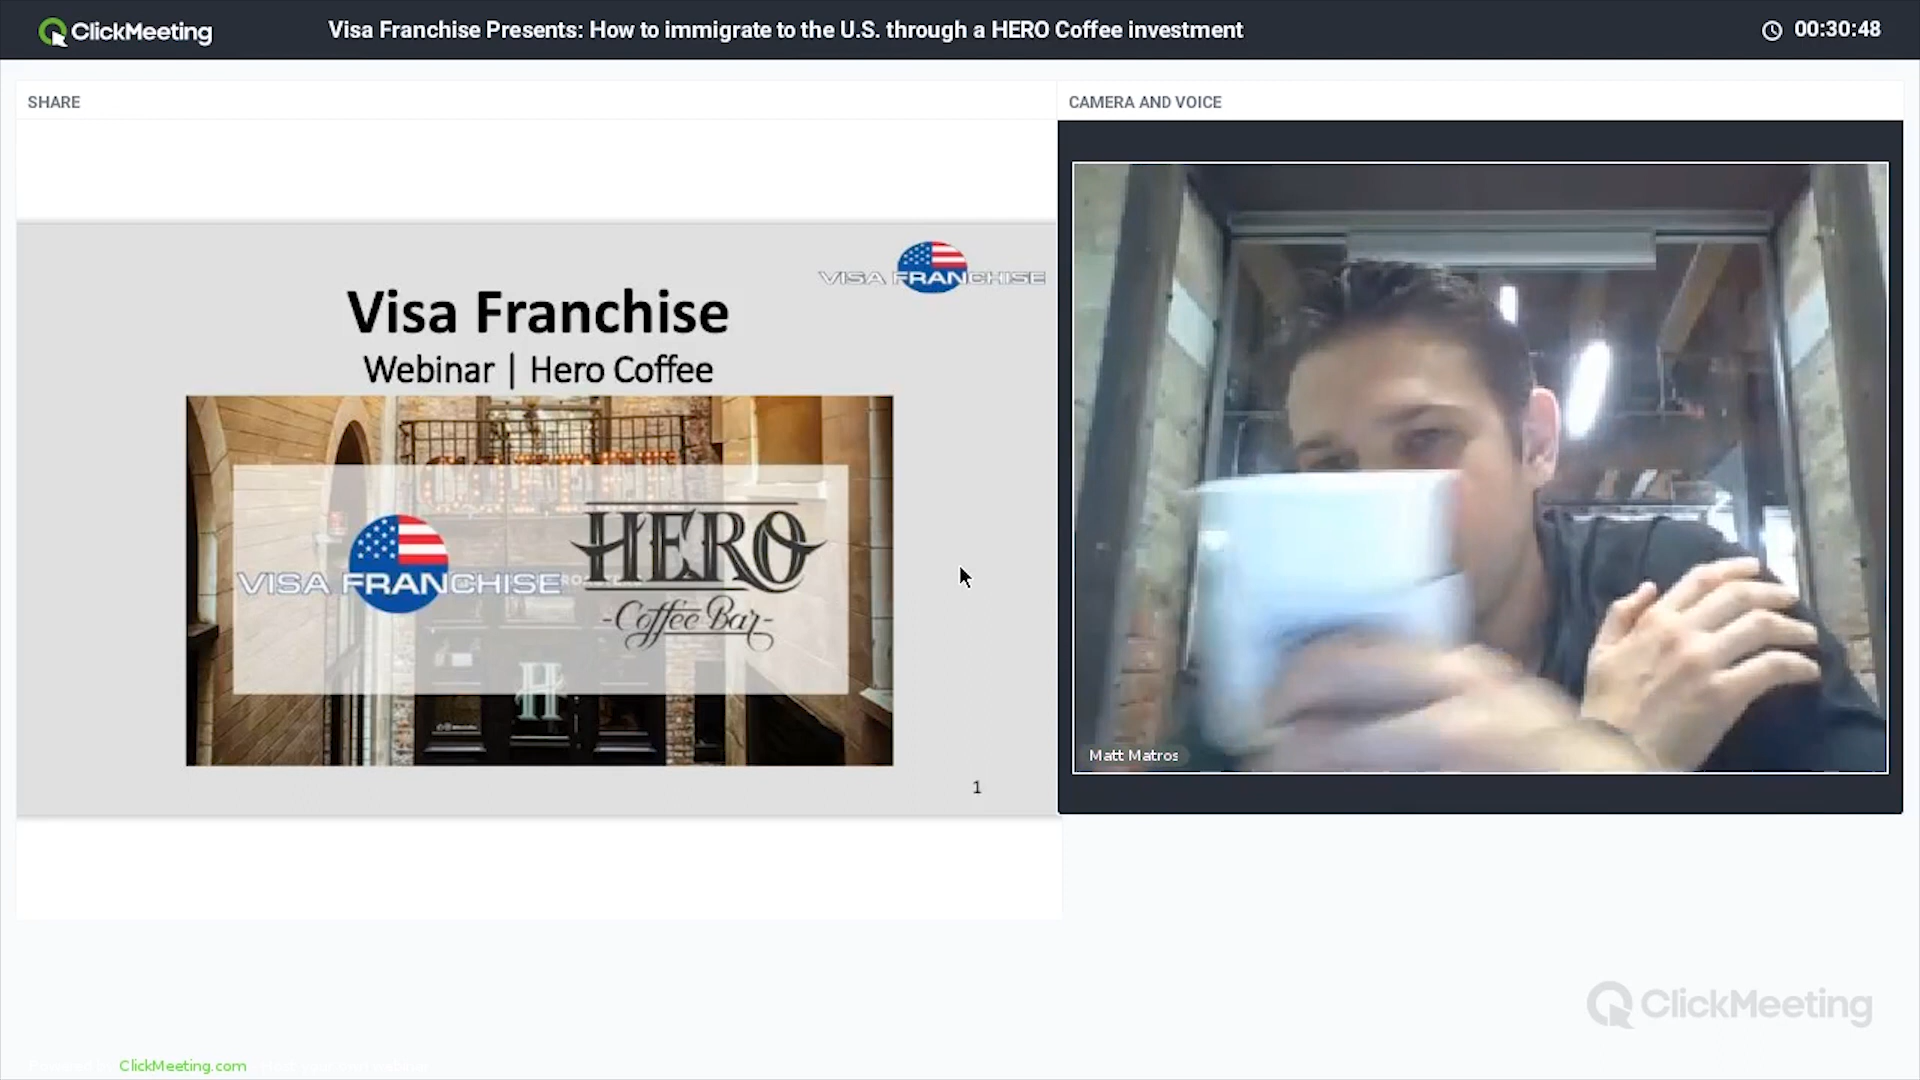 ClickMeeting
Visa Franchise Presents: How to immigrate to the U.S. through a HERO Coffee investment
00:30:48
SHARE
CAMERA AND VOICE
VISA FRANCHISE
Visa Franchise
Webinar | Hero Coffee
COFFEE
VISA FRANCHISE
ROASTERS
HERO
-Coffee Bar-
H
1
Matt Matros
ClickMeeting
ClickMeeting.com